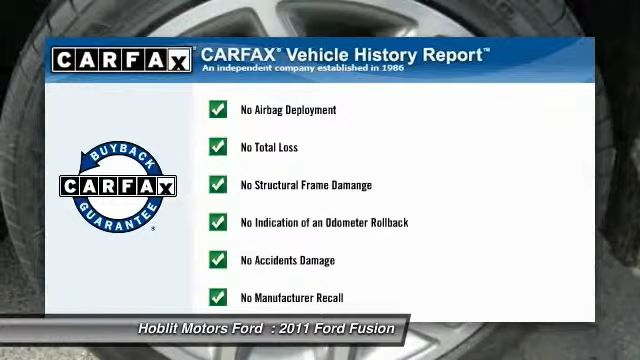 CARFAX® CARFAX® Vehicle History Report™
An independent company established in 1986
BUYBACK
CARFAX
GUARANTEE®
No Airbag Deployment
No Total Loss
No Structural Frame Damange
No Indication of an Odometer Rollback
No Accidents Damage
No Manufacturer Recall
Hoblit Motors Ford : 2011 Ford Fusion